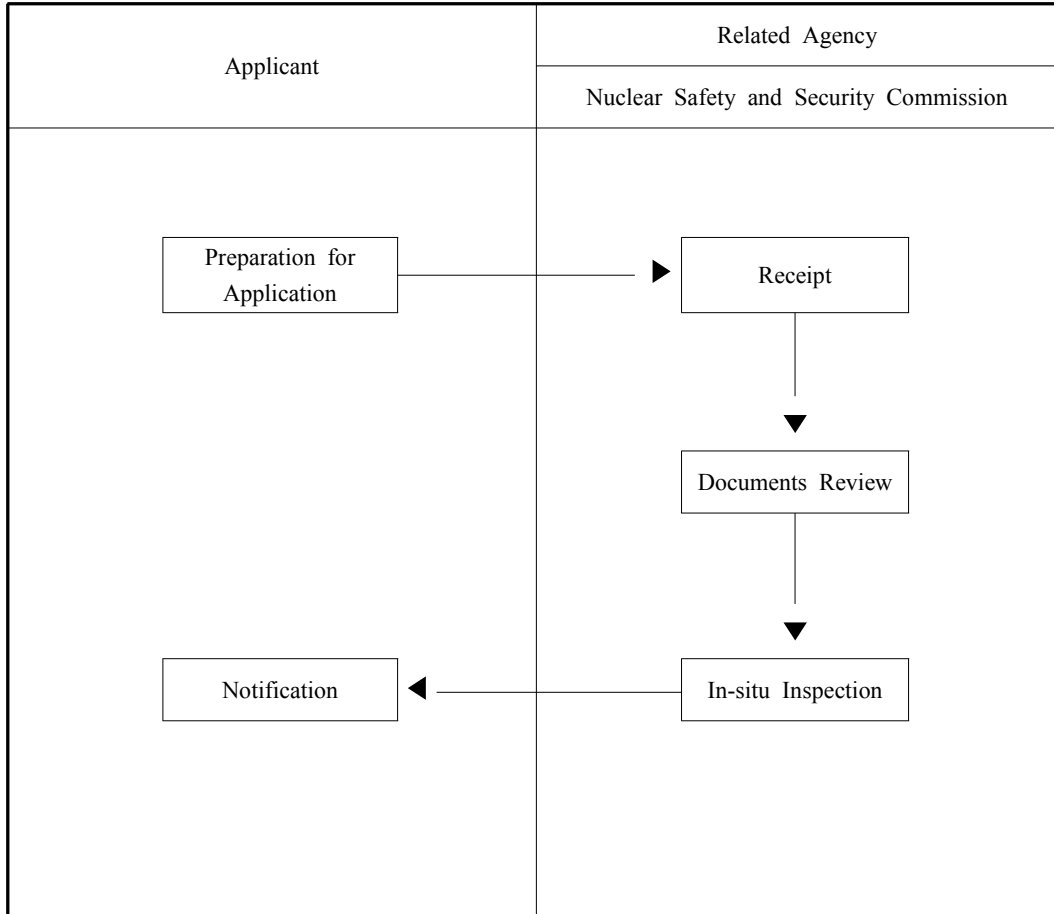 Applicant
Related Agency
Nuclear Safety and Security Commission
Preparation for
Application
Receipt
Documents Review
Notification
In-situ Inspection